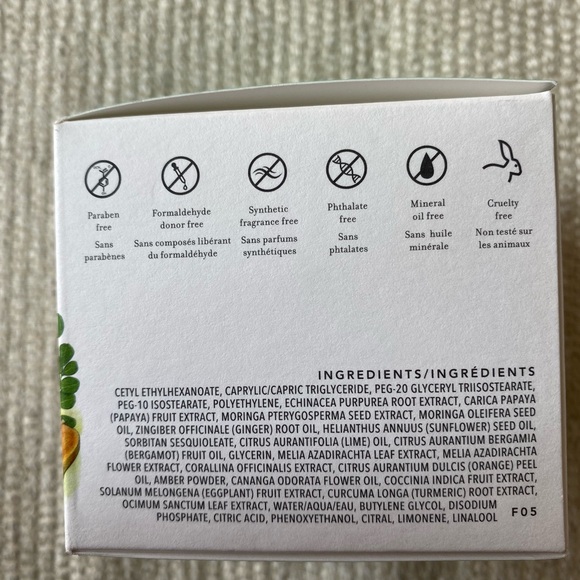 Paraben
free
Sans
parabènes
Formaldehyde
donor free
Sans composés libérant
du formaldéhyde
Synthetic
fragrance free
Sans parfums
synthétiques
Phthalate
free
Sans
phtalates
Mineral
oil free
Sans huile
minérale
Cruelty
free
Non testé sur
les animaux
INGREDIENTS/INGRÉDIENTS
CETYL ETHYLHEXANOATE, CAPRYLIC/CAPRIC TRIGLYCERIDE, PEG-20 GLYCERYL TRIISOSTEARATE,
PEG-10 ISOSTEARATE, POLYETHYLENE, ECHINACEA PURPUREA ROOT EXTRACT, CARICA PAPAYA
(PAPAYA) FRUIT EXTRACT, MORINGA PTERYGOSPERMA SEED EXTRACT, MORINGA OLEIFERA SEED
OIL, ZINGIBER OFFICINALE (GINGER) ROOT OIL, HELIANTHUS ANNUUS (SUNFLOWER) SEED OIL,
SORBITAN SESQUIOLEATE, CITRUS AURANTIFOLIA (LIME) OIL, CITRUS AURANTIUM BERGAMIA
(BERGAMOT) FRUIT OIL, GLYCERIN, MELIA AZADIRACHTA LEAF EXTRACT, MELIA AZADIRACHTA
FLOWER EXTRACT, CORALLINA OFFICINALIS EXTRACT, CITRUS AURANTIUM DULCIS (ORANGE) PEEL
OIL, AMBER POWDER, CANANGA ODORATA FLOWER OIL, COCCINIA INDICA FRUIT EXTRACT,
SOLANUM MELONGENA (EGGPLANT) FRUIT EXTRACT, CURCUMA LONGA (TURMERIC) ROOT EXTRACT,
OCIMUM SANCTUM LEAF EXTRACT, WATER/AQUA/EAU, BUTYLENE GLYCOL, DISODIUM
PHOSPHATE, CITRIC ACID, PHENOXYETHANOL, CITRAL, LIMONENE, LINALOOL F05